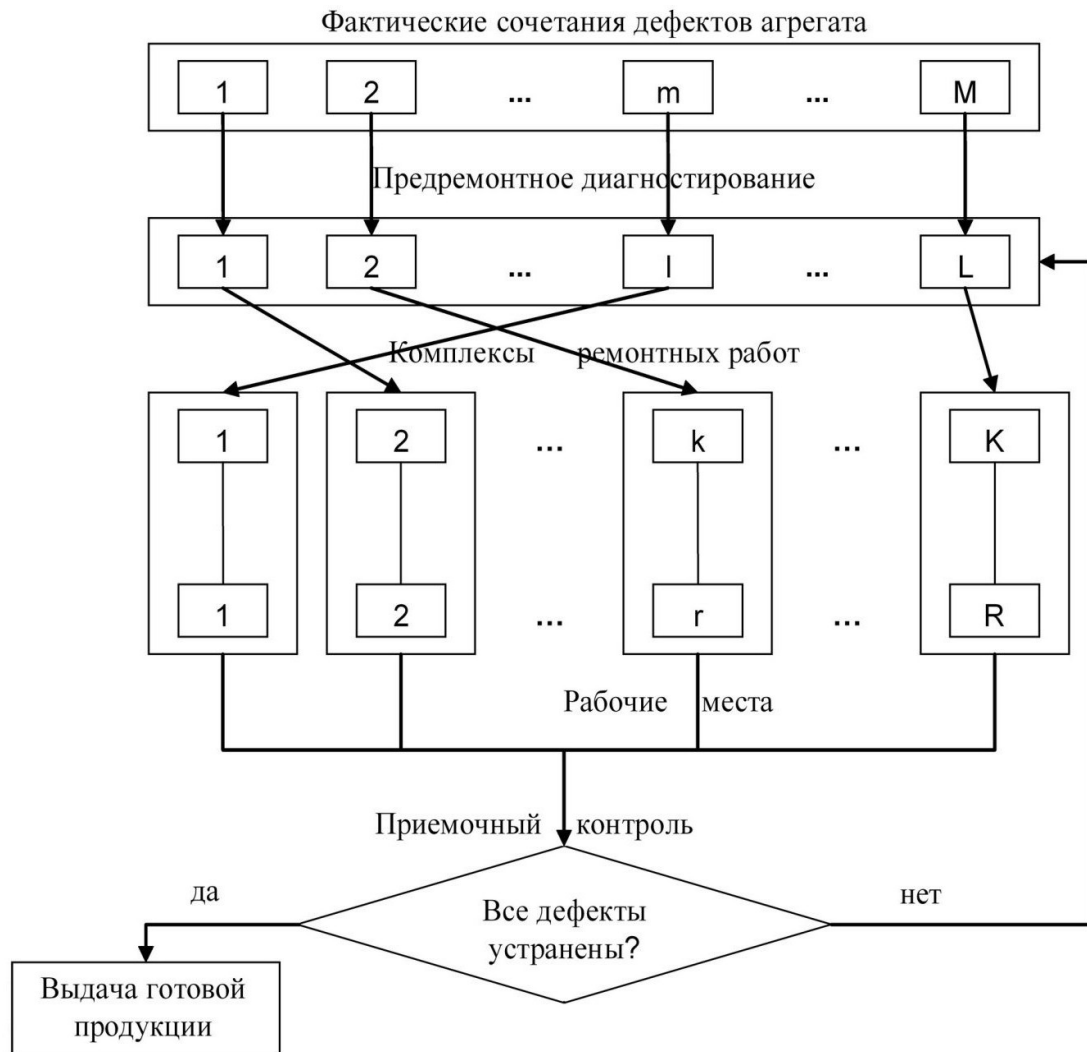 Фактические сочетания дефектов агрегата
1 2 ... m ... M
Предремонтное диагностирование
1 2 ... l ... L
Комплексы ремонтных работ
1 2 ... k ... K
1 2 ... r ... R
Рабочие места
Приемочный контроль
да
нет
Все дефекты
устранены?
Выдача готовой
продукции